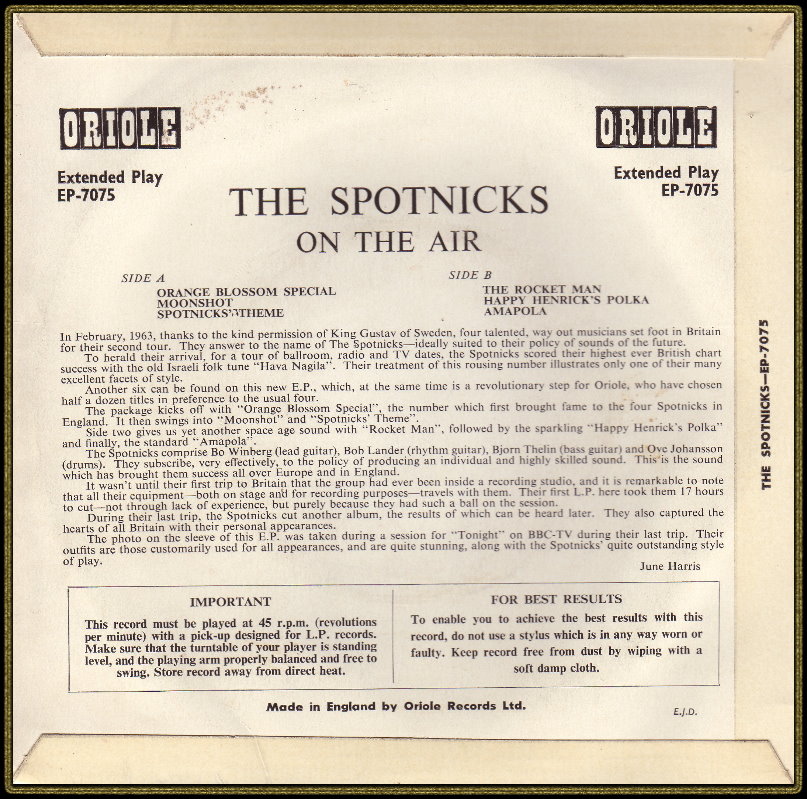 ORIOLE
ORIOLE
Extended Play
EP-7075
Extended Play
EP-7075
THE SPOTNICKS
ON THE AIR
SIDE A
ORANGE BLOSSOM SPECIAL
MOONSHOT
SPOTNICKS' THEME
SIDE B
THE ROCKET MAN
HAPPY HENRICK'S POLKA
AMAPOLA
In February, 1963, thanks to the kind permission of King Gustav of Sweden, four talented, way out musicians set foot in Britain
for their second tour. They answer to the name of The Spotnicks—ideally suited to their policy of sounds of the future.
To herald their arrival, for a tour of ballroom, radio and TV dates, the Spotnicks scored their highest ever British chart
success with the old Israeli folk tune "Hava Nagila". Their treatment of this rousing number illustrates only one of their many
excellent facets of style.
Another six can be found on this new E.P., which, at the same time is a revolutionary step for Oriole, who have chosen
half a dozen titles in preference to the usual four.
The package kicks off with "Orange Blossom Special", the number which first brought fame to the four Spotnicks in
England. It then swings into "Moonshot" and "Spotnicks' Theme".
Side two gives us yet another space age sound with "Rocket Man", followed by the sparkling "Happy Henrick's Polka"
and finally, the standard "Amapola".
The Spotnicks comprise Bo Winberg (lead guitar), Bob Lander (rhythm guitar), Bjorn Thelin (bass guitar) and Ove Johansson
(drums). They subscribe, very effectively, to the policy of producing an individual and highly skilled sound. This is the sound
which has brought them success all over Europe and in England.
It wasn't until their first trip to Britain that the group had ever been inside a recording studio, and it is remarkable to note
that all their equipment—both on stage and for recording purposes—travels with them. Their first L.P. here took them 17 hours
to cut—not through lack of experience, but purely because they had such a ball on the session.
During their last trip, the Spotnicks cut another album, the results of which can be heard later. They also captured the
hearts of all Britain with their personal appearances.
The photo on the sleeve of this E.P. was taken during a session for "Tonight" on BBC-TV during their last trip. Their
outfits are those customarily used for all appearances, and are quite stunning, along with the Spotnicks' quite outstanding style
of play.
June Harris
IMPORTANT
This record must be played at 45 r.p.m. (revolutions
per minute) with a pick-up designed for L.P. records.
Make sure that the turntable of your player is standing
level, and the playing arm properly balanced and free to
swing. Store record away from direct heat.
FOR BEST RESULTS
To enable you to achieve the best results with this
record, do not use a stylus which is in any way worn or
faulty. Keep record free from dust by wiping with a
soft damp cloth.
Made in England by Oriole Records Ltd.
E.J.D.
THE SPOTNICKS—EP-7075